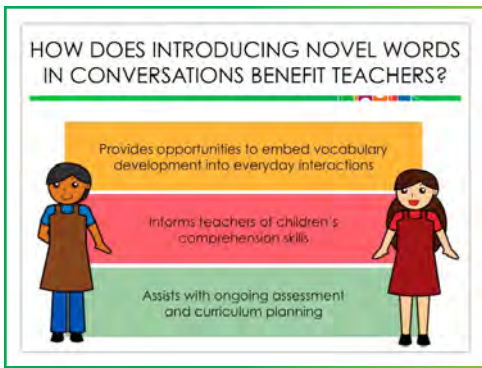 HOW DOES INTRODUCING NOVEL WORDS
IN CONVERSATIONS BENEFIT TEACHERS?
Provides opportunities to embed vocabulary
development into everyday interactions
Informs teachers of children's
comprehension skills
Assists with ongoing assessment
and curriculum planning